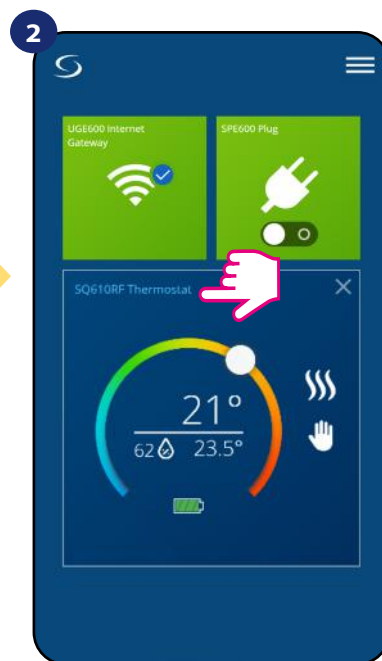 2
UGE600 Internet
Gateway
SPE600 Plug
SQ610RF Thermostat
21°
62 % 23.5°